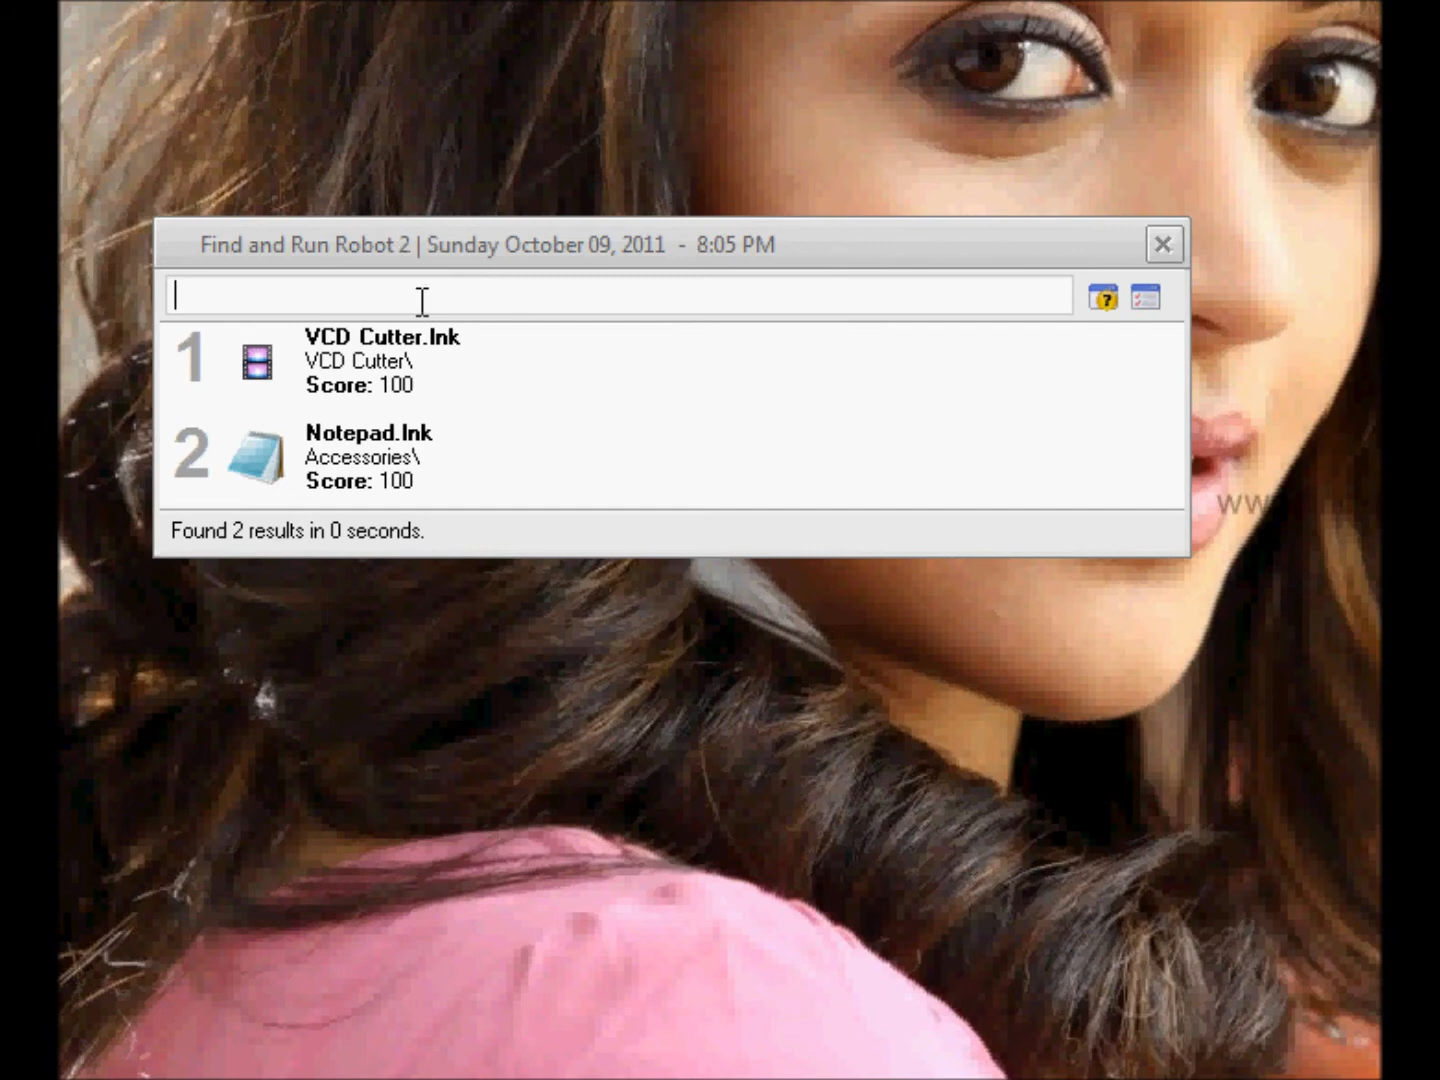 Find and Run Robot 2 | Sunday October 09, 2011 - 8:05 PM
1
VCD Cutter.lnk
VCD Cutter\
Score: 100
2
Notepad.lnk
Accessories\
Score: 100
ww
Found 2 results in 0 seconds.